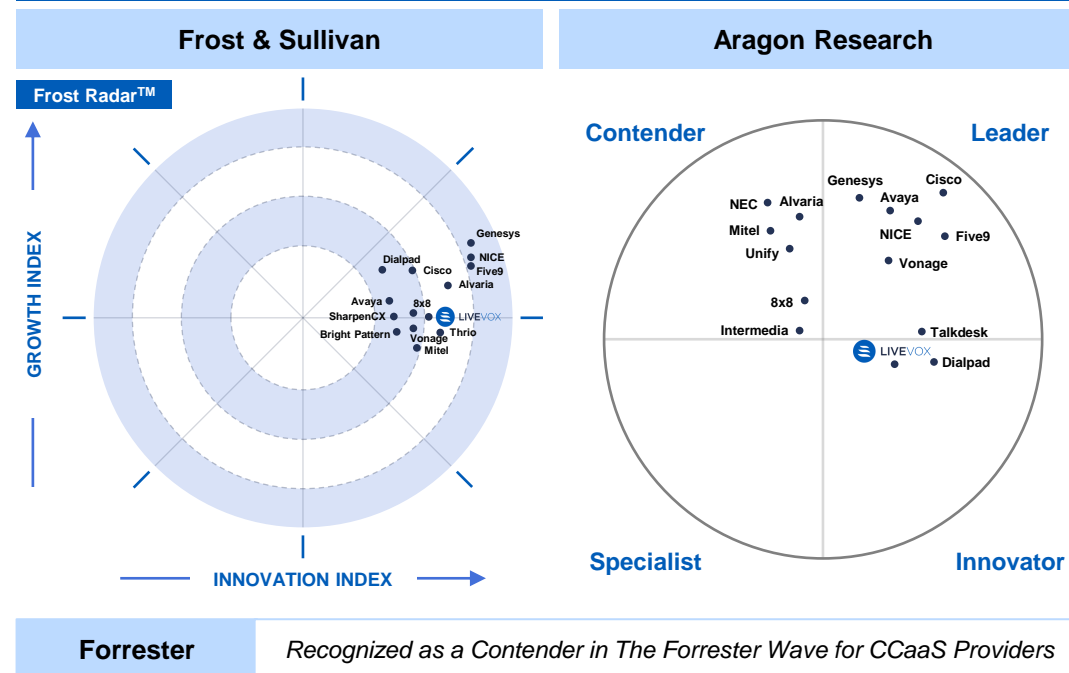 Frost & Sullivan
Aragon Research
Frost Radar™
GROWTH INDEX
Genesys
NICE
Five9
Dialpad
Cisco
Alvaria
Avaya
8x8
SharpenCX
LIVEVOX
Bright Pattern
Vonage
Thrio
Mitel
INNOVATION INDEX
Contender
Leader
Genesys
Cisco
NEC
Alvaria
Avaya
Mitel
NICE
Five9
Unify
Vonage
8x8
Intermedia
Talkdesk
LIVEVOX
Dialpad
Specialist
Innovator
Forrester
Recognized as a Contender in The Forrester Wave for CCaaS Providers